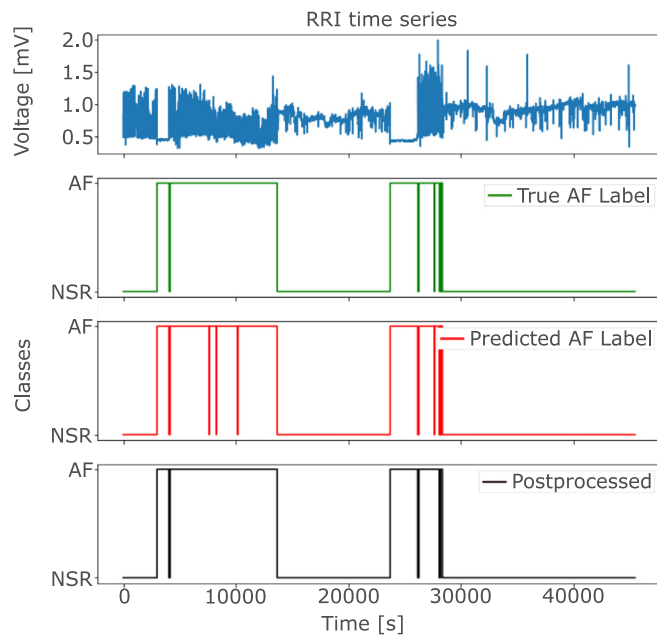 RRI time series
Voltage [mV]
2.0
1.5
1.0
0.5
AF
NSR
True AF Label
Classes
AF
NSR
Predicted AF Label
AF
NSR
Postprocessed
0 10000 20000 30000 40000
Time [s]